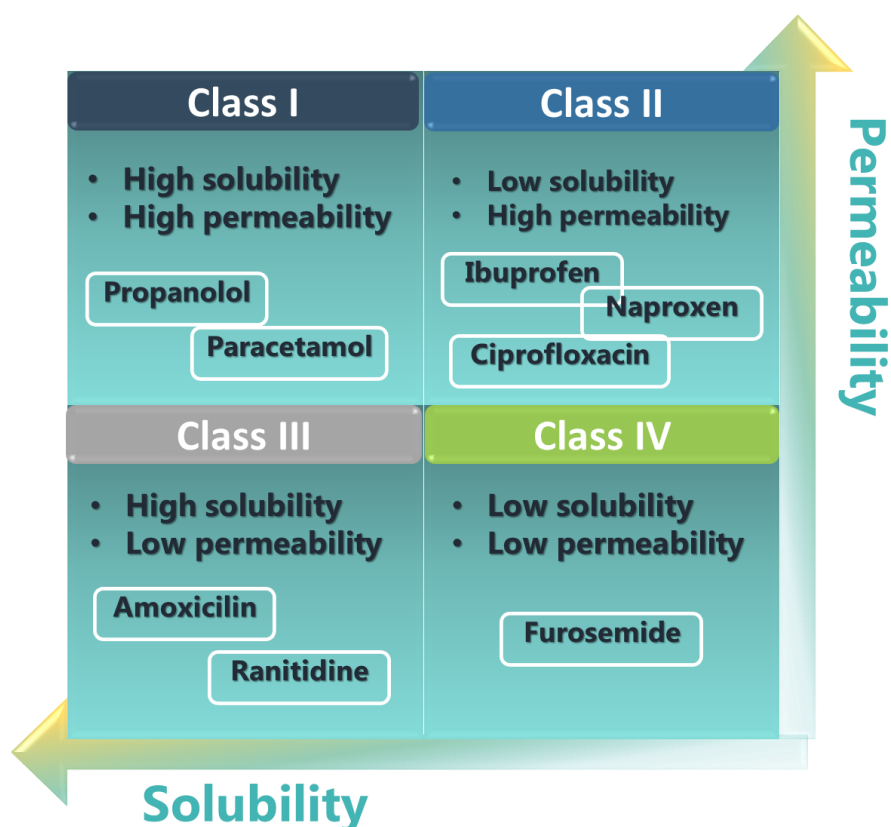 Class I
• High solubility
• High permeability
Propanolol
Paracetamol
Class II
• Low solubility
• High permeability
Ibuprofen
Naproxen
Ciprofloxacin
Class III
• High solubility
• Low permeability
Amoxicilin
Ranitidine
Class IV
• Low solubility
• Low permeability
Furosemide
Permeability
Solubility